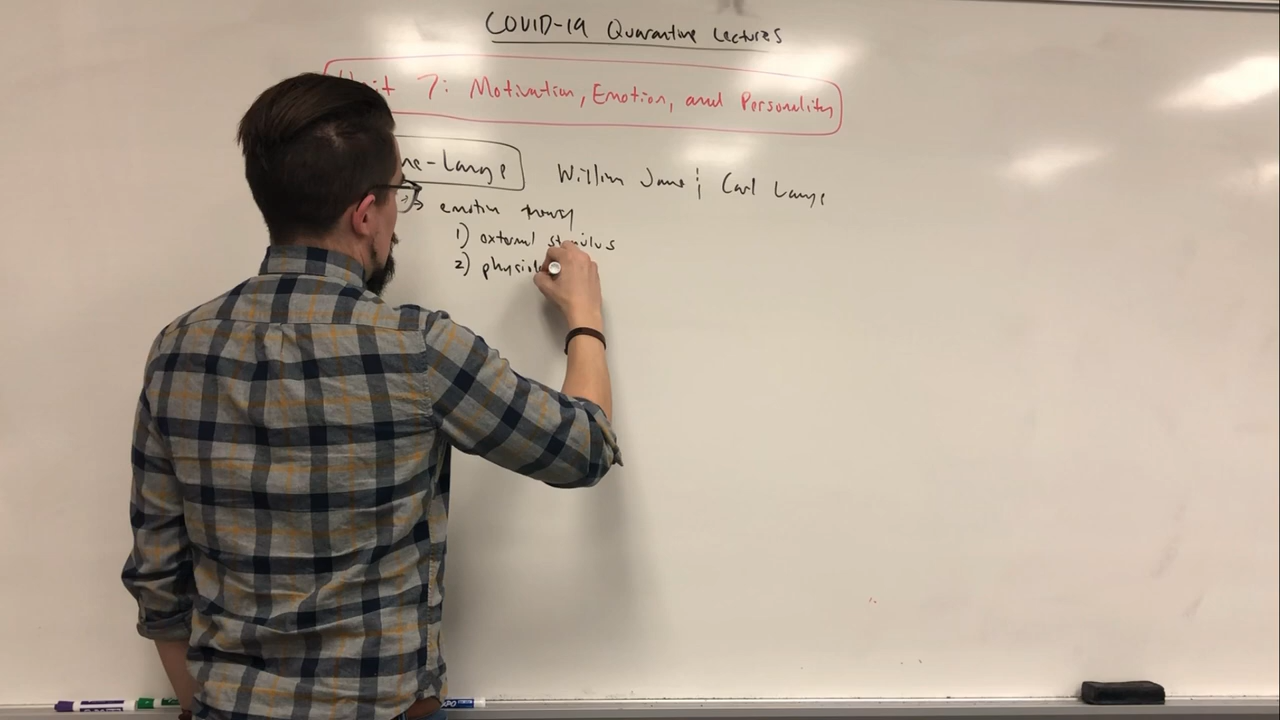 COVID-19 Quarantine Lectures
7: Motivation, Emotion, and Personality
-Lange William James & Carl Lange
→ emotion theory
1) external stimulus
2) physiol
EXPO